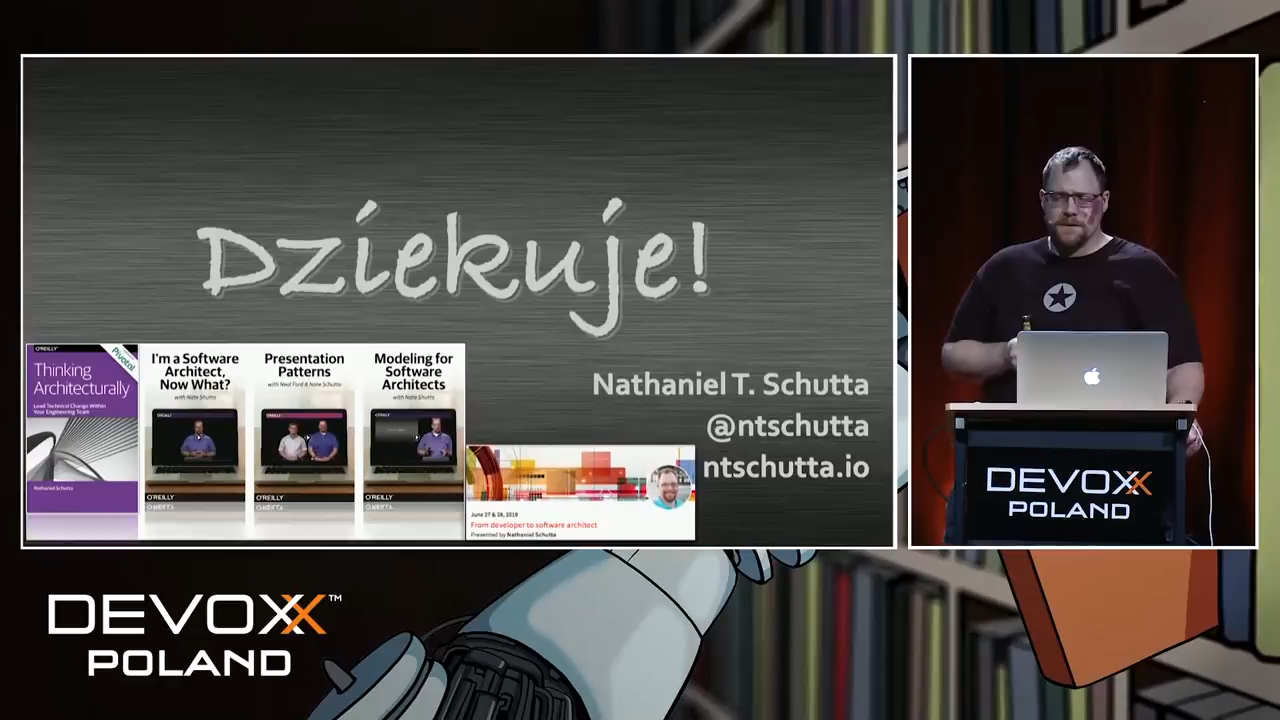 Dziekuje!
Nathaniel T. Schutta
@ntschutta
ntschutta.io
O'REILLY
Pivotal
Thinking
Architecturally
Lead Technical Change Within
Your Engineering Team
Nathaniel Schutta
I'm a Software
Architect,
Now What?
with Nate Shutta
O'REILLY
Presentation
Patterns
with Neal Ford & Nate Schutta
O'REILLY
Modeling for
Software
Architects
with Nate Shutta
O'REILLY
June 27 & 28, 2019
From developer to software architect
Presented by Nathaniel Schutta
DEVOXX
POLAND
DEVOXX™
POLAND